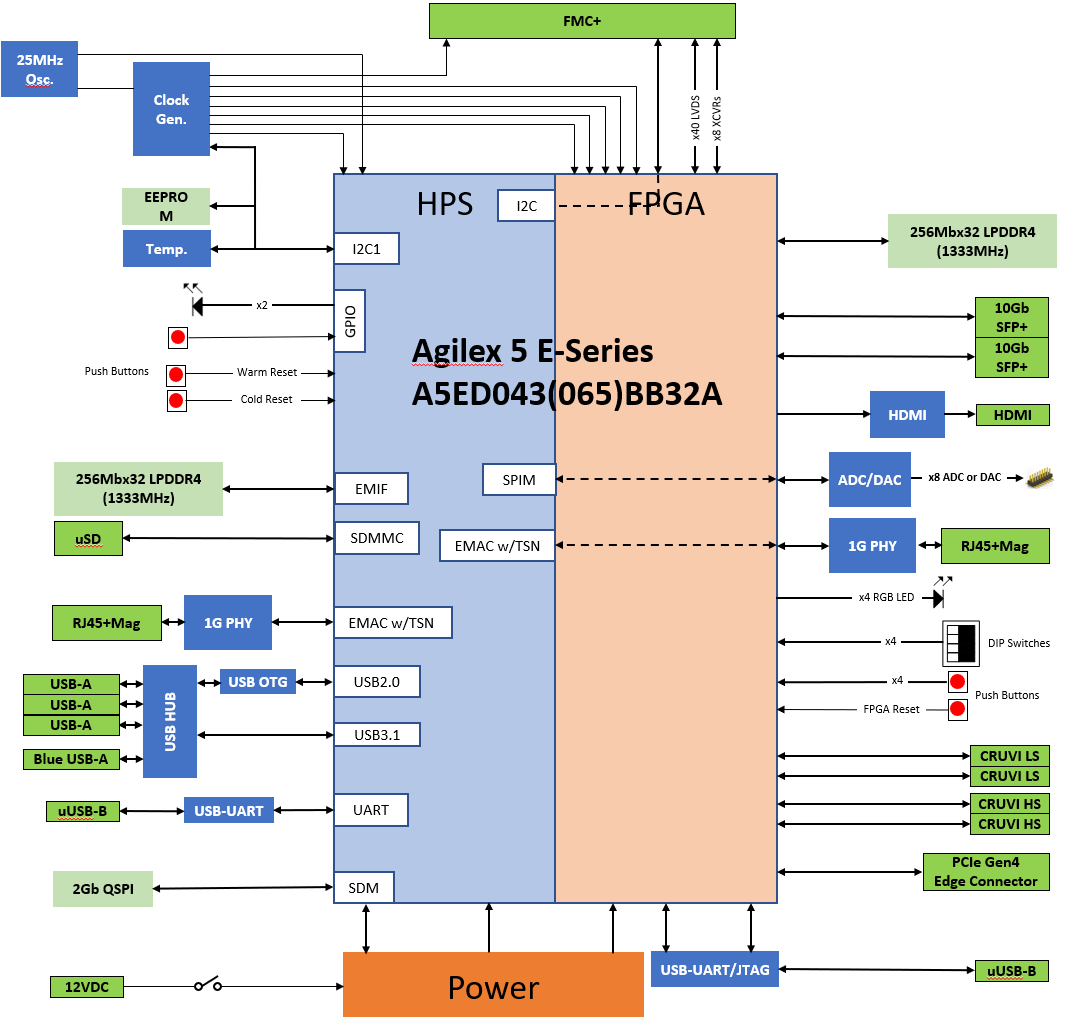 FMC+
25MHz
Osc.
Clock
Gen.
x40 LVDS
x8 XCVRs
EEPRO
M
Temp.
HPS
I2C
FPGA
I2C1
256Mbx32 LPDDR4
(1333MHz)
x2
GPIO
10Gb
SFP+
10Gb
SFP+
Agilex 5 E-Series
A5ED043(065)BB32A
Push Buttons
Warm Reset
Cold Reset
HDMI
HDMI
256Mbx32 LPDDR4
(1333MHz)
EMIF
SPIM
ADC/DAC
x8 ADC or DAC
uSD
SDMMC
EMAC w/TSN
1G PHY
RJ45+Mag
RJ45+Mag
1G PHY
EMAC w/TSN
x4 RGB LED
x4
DIP Switches
USB-A
USB-A
USB-A
Blue USB-A
USB HUB
USB OTG
USB2.0
USB3.1
x4
Push Buttons
FPGA Reset
CRUVI LS
CRUVI LS
CRUVI HS
CRUVI HS
uUSB-B
USB-UART
UART
PCIe Gen4
Edge Connector
2Gb QSPI
SDM
12VDC
Power
USB-UART/JTAG
uUSB-B